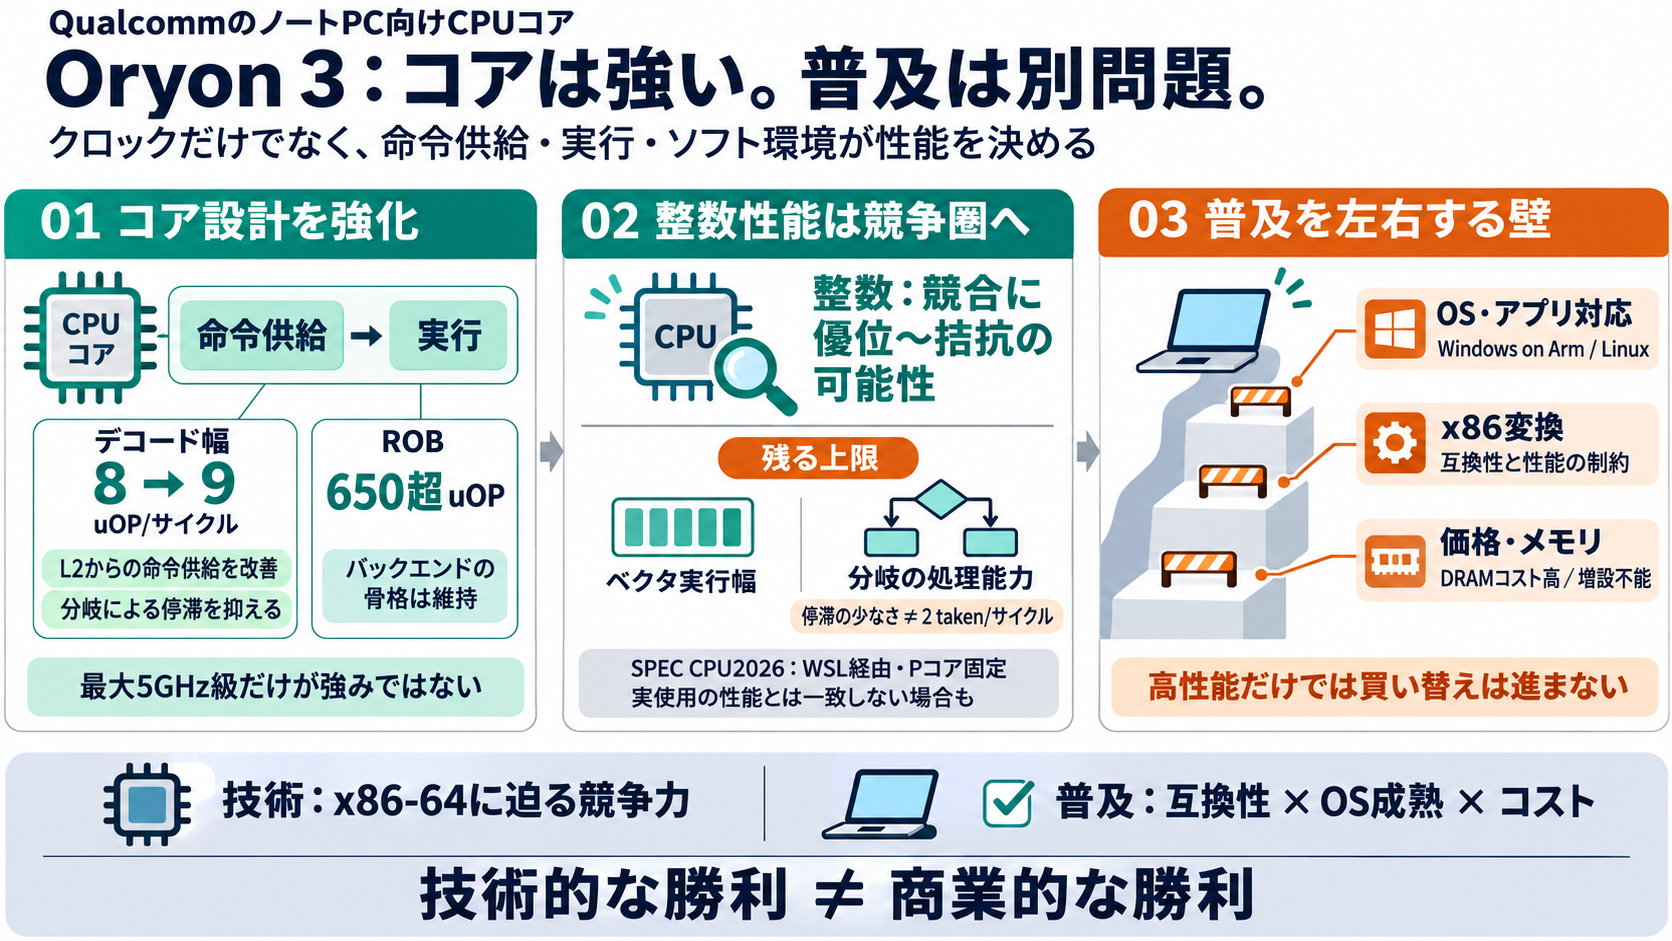 QualcommのノートPC向けCPUコア
Oryon 3：コアは強い。普及は別問題。
クロックだけでなく、命令供給・実行・ソフト環境が性能を決める
01 コア設計を強化
CPU
コア
命令供給 → 実行
デコード幅
8 → 9
uOP/サイクル
L2からの命令供給を改善
分岐による停滞を抑える
ROB
650超 uOP
バックエンドの
骨格は維持
最大5GHz級だけが強みではない
02 整数性能は競争圏へ
CPU
整数：競合に
優位～拮抗の
可能性
残る上限
ベクタ実行幅
分岐の処理能力
停滞の少なさ ≠ 2 taken/サイクル
SPEC CPU2026：WSL経由・Pコア固定
実使用の性能とは一致しない場合も
03 普及を左右する壁
OS・アプリ対応
Windows on Arm / Linux
x86変換
互換性と性能の制約
価格・メモリ
DRAMコスト高 / 増設不能
高性能だけでは買い替えは進まない
技術：x86-64に迫る競争力
普及：互換性 × OS成熟 × コスト
技術的な勝利 ≠ 商業的な勝利